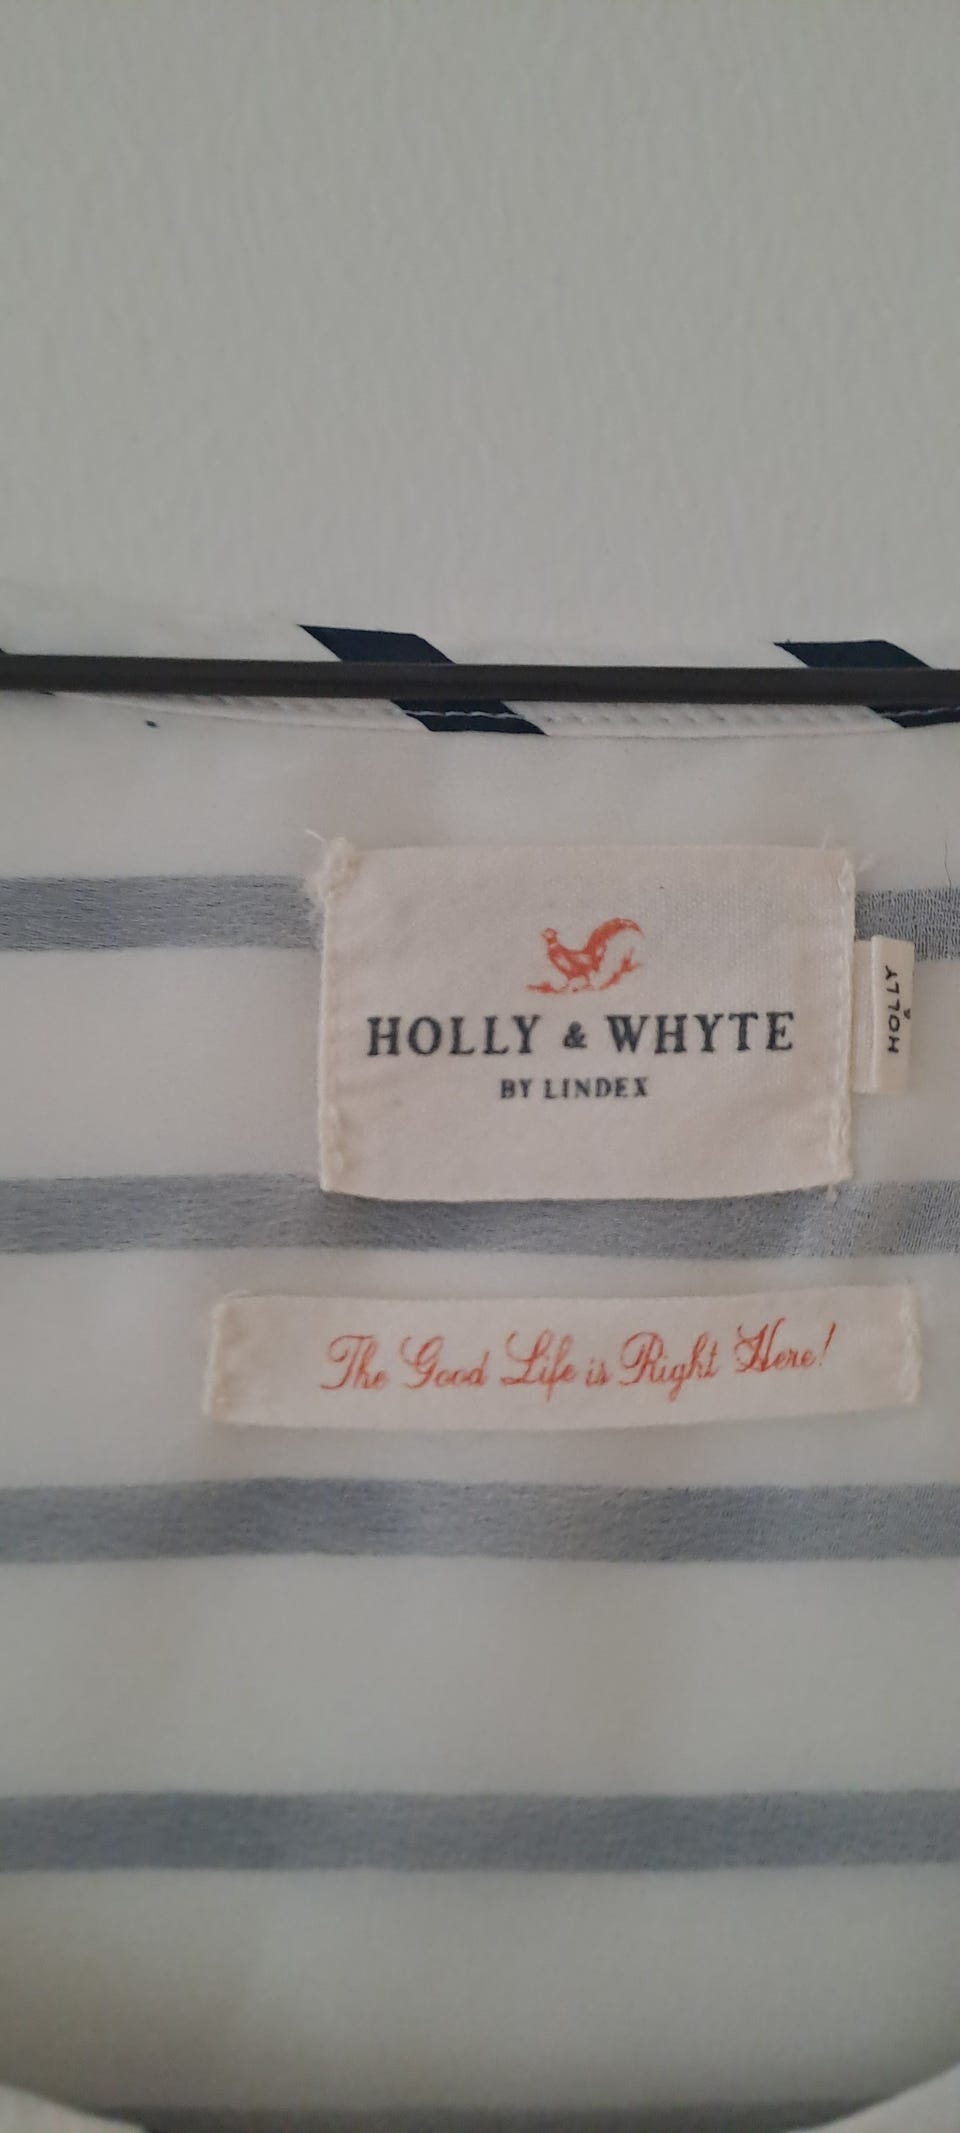 HOLLY & WHYTE
BY LINDEX
HOLLY
&
The Good Life is Right Here!